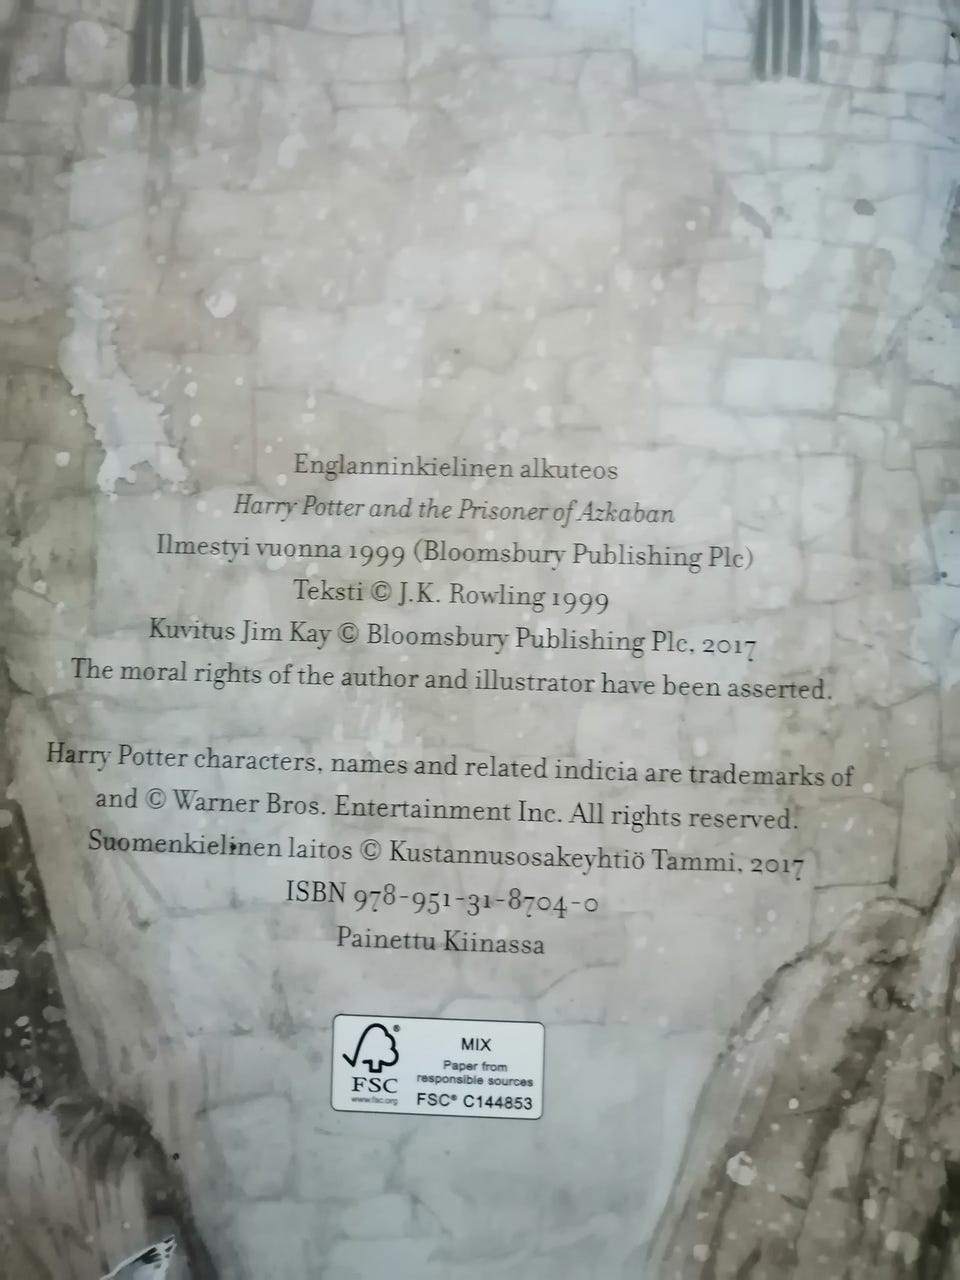 Englanninkielinen alkuteos
Harry Potter and the Prisoner of Azkaban
Ilmestyi vuonna 1999 (Bloomsbury Publishing Plc)
Teksti © J.K. Rowling 1999
Kuvitus Jim Kay © Bloomsbury Publishing Plc, 2017
The moral rights of the author and illustrator have been asserted.
Harry Potter characters, names and related indicia are trademarks of
and © Warner Bros. Entertainment Inc. All rights reserved.
Suomenkielinen laitos © Kustannusosakeyhtiö Tammi, 2017
ISBN 978-951-31-8704-0
Painettu Kiinassa
®
FSC
www.fsc.org
MIX
Paper from
responsible sources
FSC® C144853